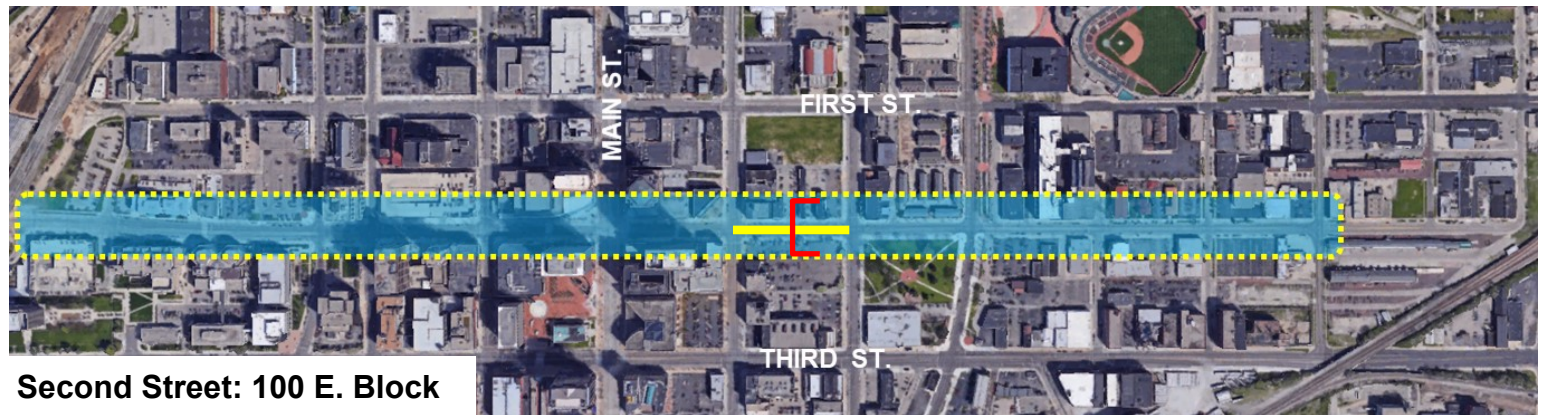 MAIN ST.
FIRST ST.
THIRD ST.
Second Street: 100 E. Block